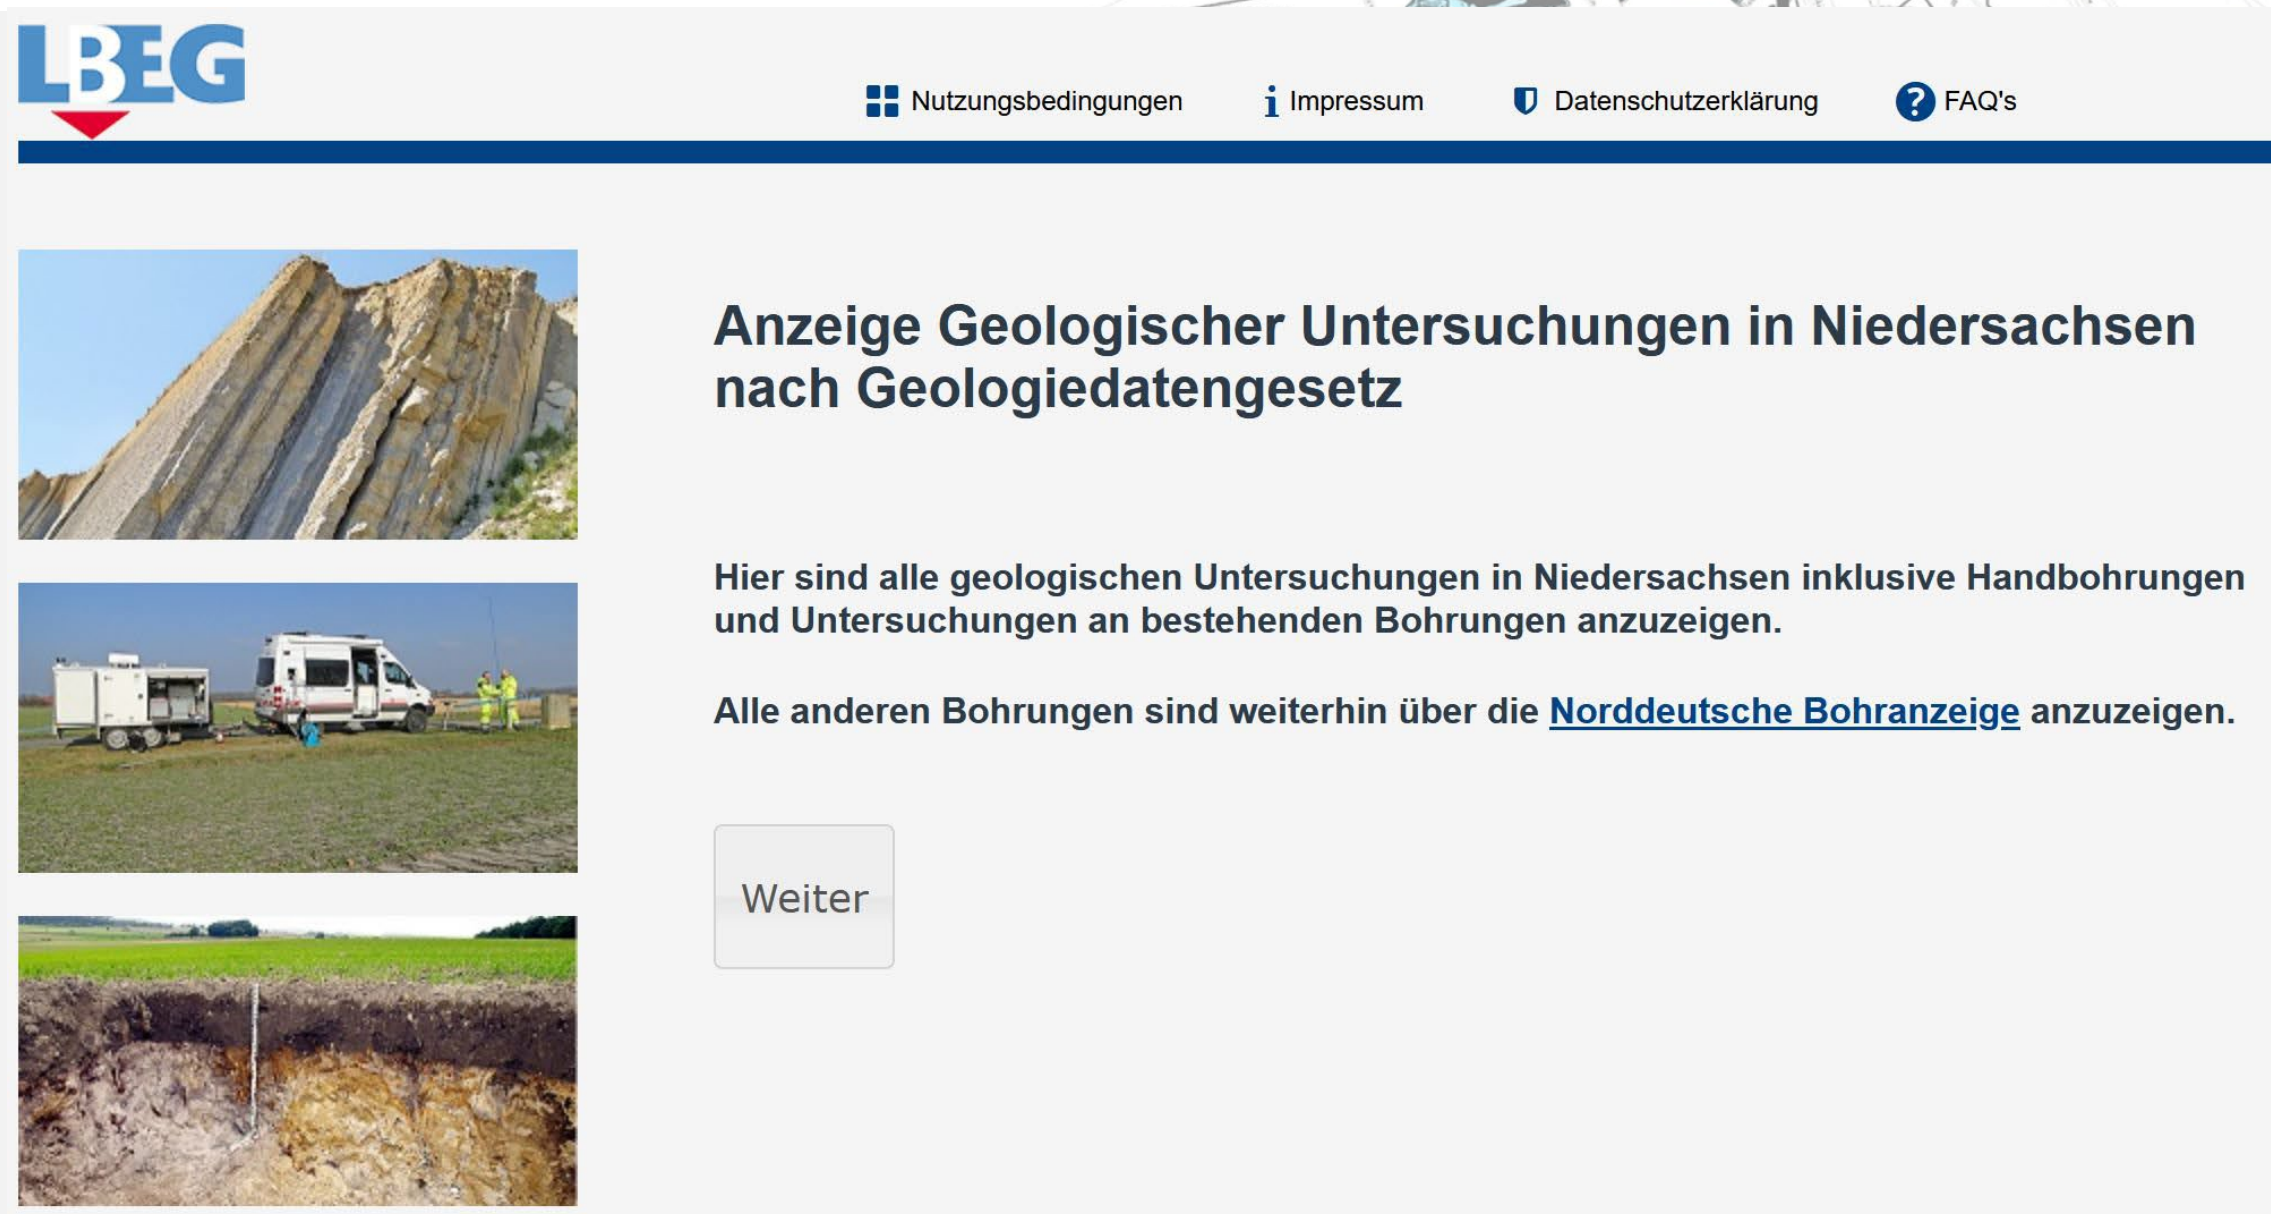 LBEG
Nutzungsbedingungen
Impressum
Datenschutzerklärung
FAQ's
Anzeige Geologischer Untersuchungen in Niedersachsen
nach Geologiedatengesetz
Hier sind alle geologischen Untersuchungen in Niedersachsen inklusive Handbohrungen
und Untersuchungen an bestehenden Bohrungen anzuzeigen.
Alle anderen Bohrungen sind weiterhin über die Norddeutsche Bohranzeige anzuzeigen.
Weiter